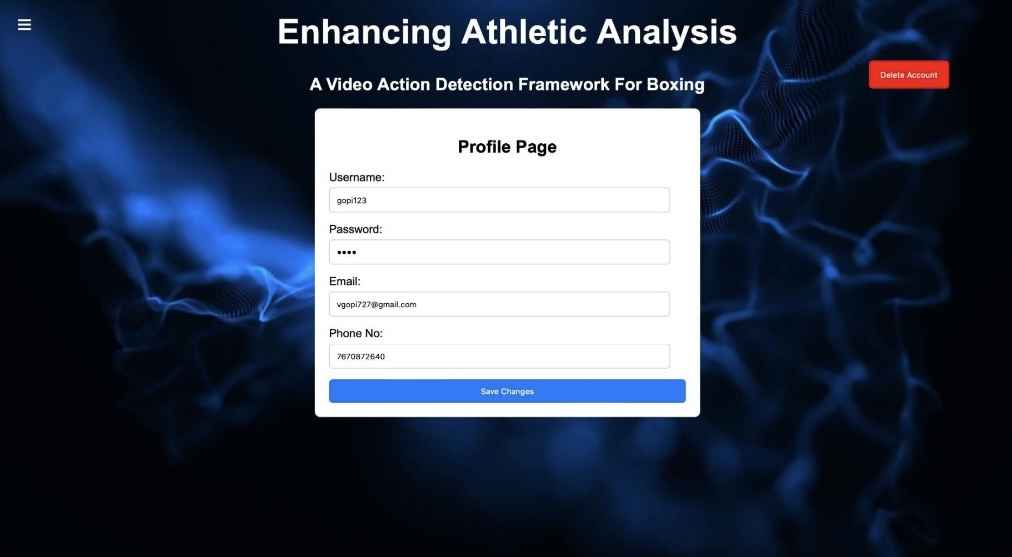 Enhancing Athletic Analysis
A Video Action Detection Framework For Boxing
Delete Account
Profile Page
Username:
gopi123
Password:
••••
Email:
vgopi727@gmail.com
Phone No:
7670872640
Save Changes